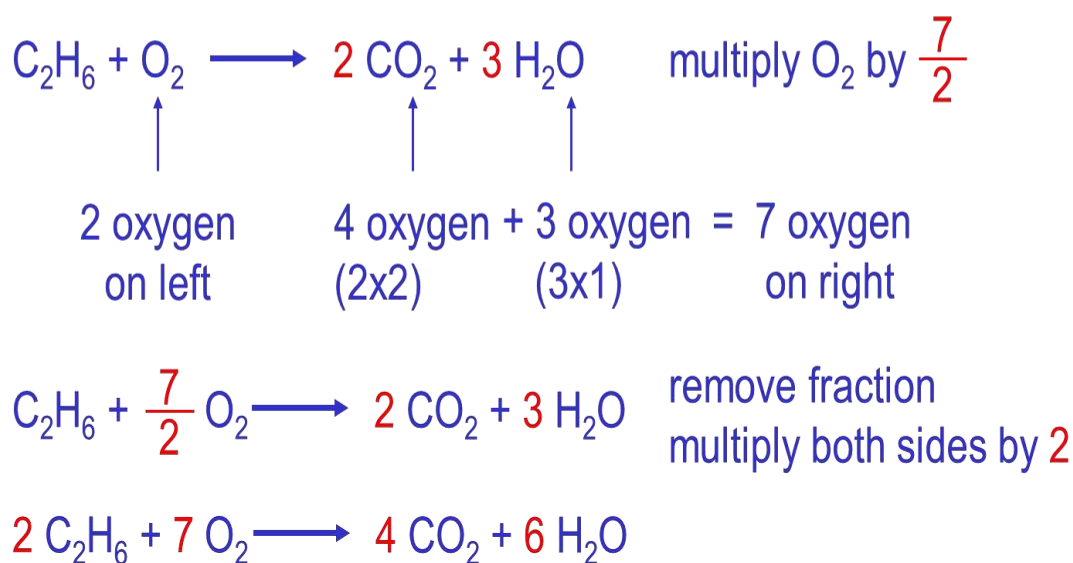 C₂H₆ + O₂ ⟶ 2 CO₂ + 3 H₂O multiply O₂ by 7/2
2 oxygen 4 oxygen + 3 oxygen = 7 oxygen
on left (2x2) (3x1) on right
C₂H₆ + 7/2 O₂ ⟶ 2 CO₂ + 3 H₂O
remove fraction
multiply both sides by 2
2 C₂H₆ + 7 O₂ ⟶ 4 CO₂ + 6 H₂O